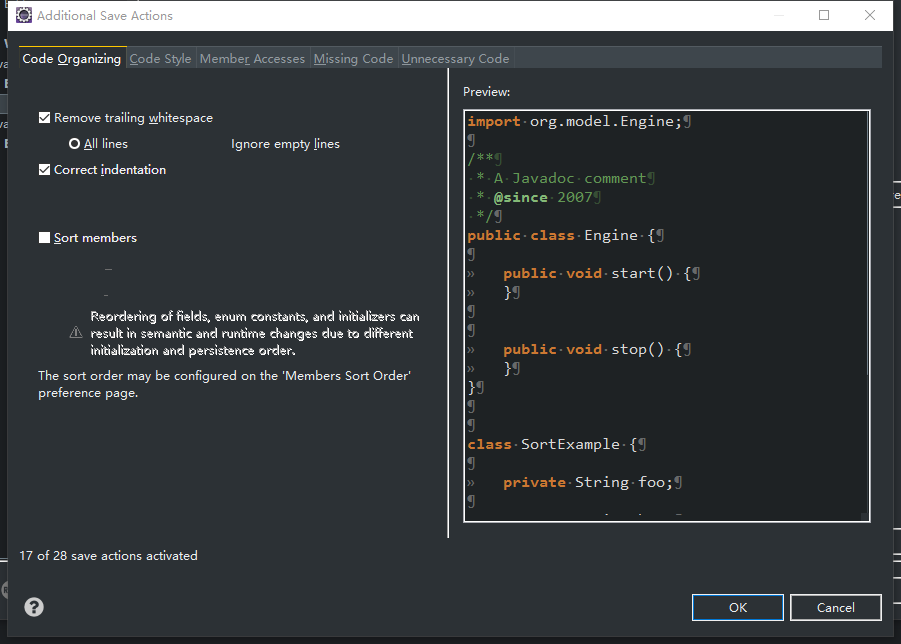 Additional Save Actions
Code Organizing Code Style Member Accesses Missing Code Unnecessary Code
Remove trailing whitespace
All lines Ignore empty lines
Correct indentation
Sort members
Reordering of fields, enum constants, and initializers can
result in semantic and runtime changes due to different
initialization and persistence order.
The sort order may be configured on the 'Members Sort Order'
preference page.
Preview:
import·org.model.Engine;¶
¶
/**¶
·*·A·Javadoc·comment¶
·*·@since·2007¶
·*/¶
public·class·Engine·{¶
¶
» public·void·start()·{¶
» }¶
¶
¶
» public·void·stop()·{¶
» }¶
}¶
¶
¶
class·SortExample·{¶
¶
» private·String·foo;¶
¶
17 of 28 save actions activated
?
OK Cancel